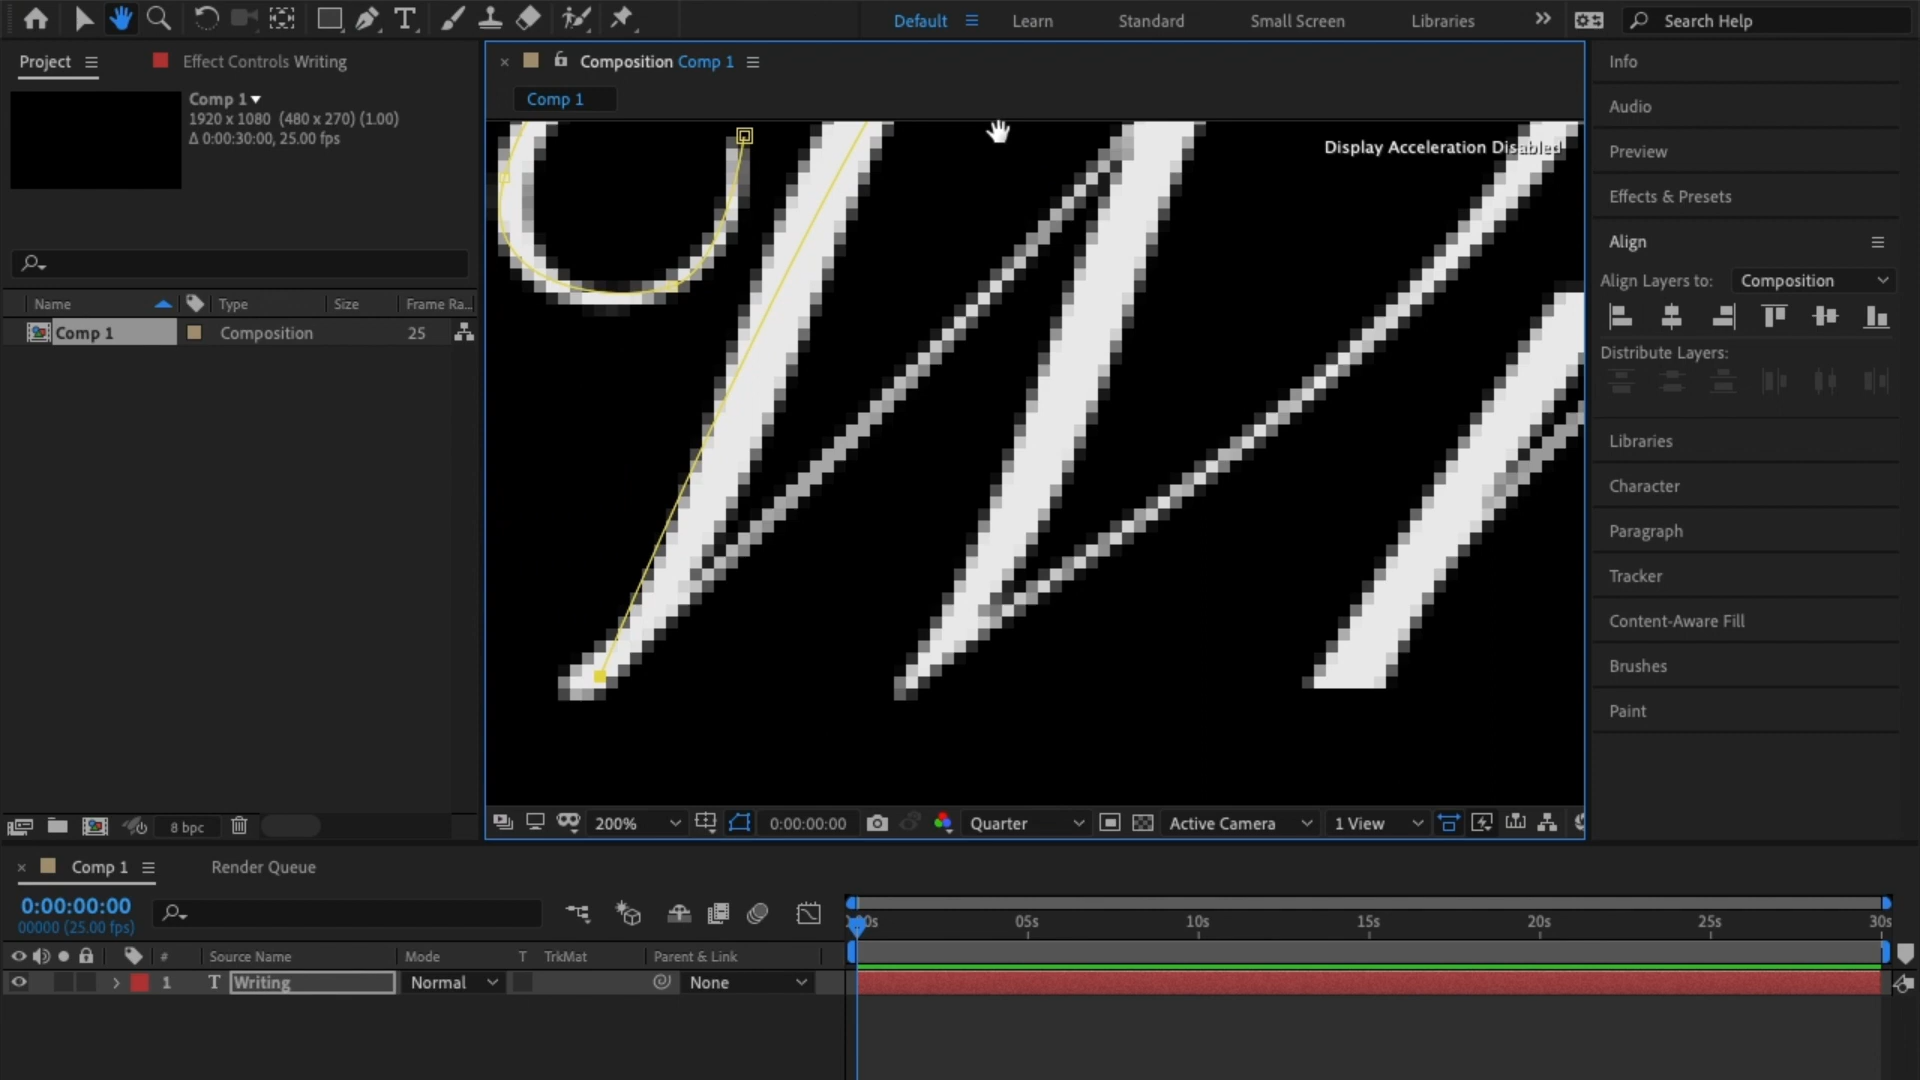 Default
Learn
Standard
Small Screen
Libraries
Search Help
Project
Effect Controls Writing
Composition Comp 1
Info
Comp 1
1920 x 1080 (480 x 270) (1.00)
Δ 0:00:30:00, 25.00 fps
Comp 1
Audio
Display Acceleration Disabled
Preview
Effects & Presets
Align
Align Layers to:
Composition
Name
Type
Size
Frame Ra...
Comp 1
Composition
25
Distribute Layers:
Libraries
Character
Paragraph
Tracker
Content-Aware Fill
Brushes
Paint
8 bpc
200%
0:00:00:00
Quarter
Active Camera
1 View
Comp 1
Render Queue
0:00:00:00
00000 (25.00 fps)
05s
10s
15s
20s
25s
30s
#
Source Name
Mode
T
TrkMat
Parent & Link
1
T
Writing
Normal
None